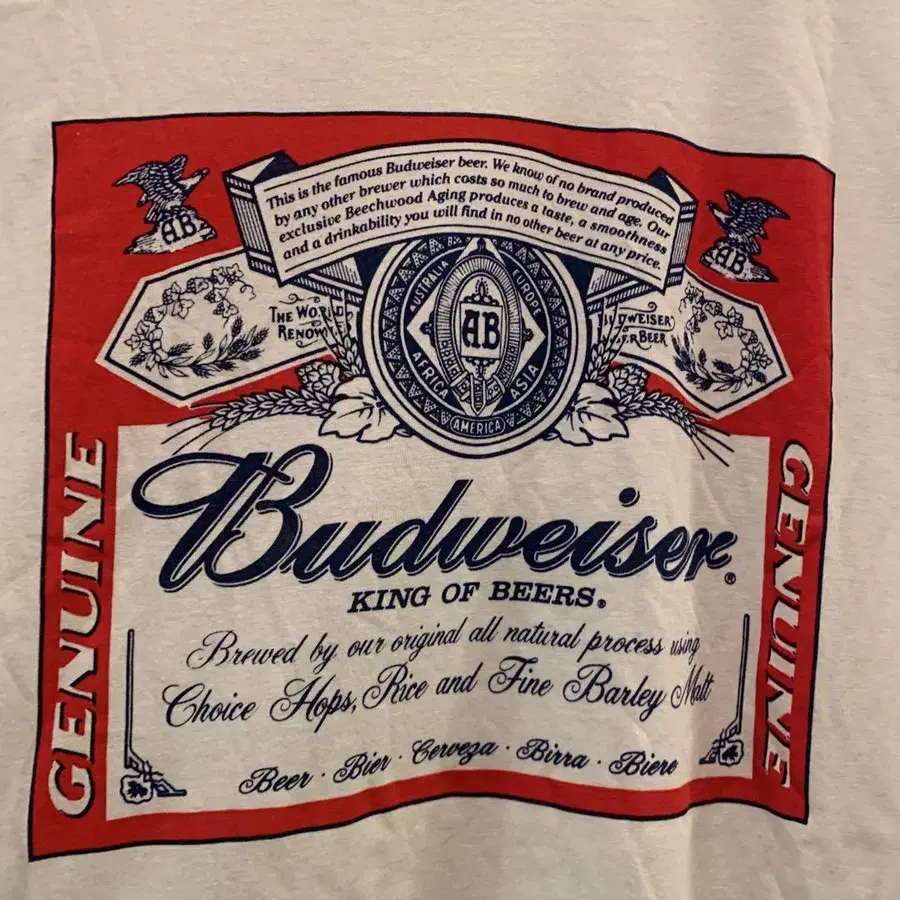 This is the famous Budweiser beer. We know of no brand produced
by any other brewer which costs so much to brew and age. Our
exclusive Beechwood Aging produces a taste, a smoothness
and a drinkability you will find in no other beer at any price.
AB
AB
THE WORLD
RENOWNED
BUDWEISER
LAGER BEER
AUSTRALIA
EUROPE
AB
AFRICA
ASIA
AMERICA
GENUINE
GENUINE
Budweiser®
KING OF BEERS®
Brewed by our original all natural process using
Choice Hops, Rice and Fine Barley Malt
Beer · Bier · Cerveza · Birra · Biere